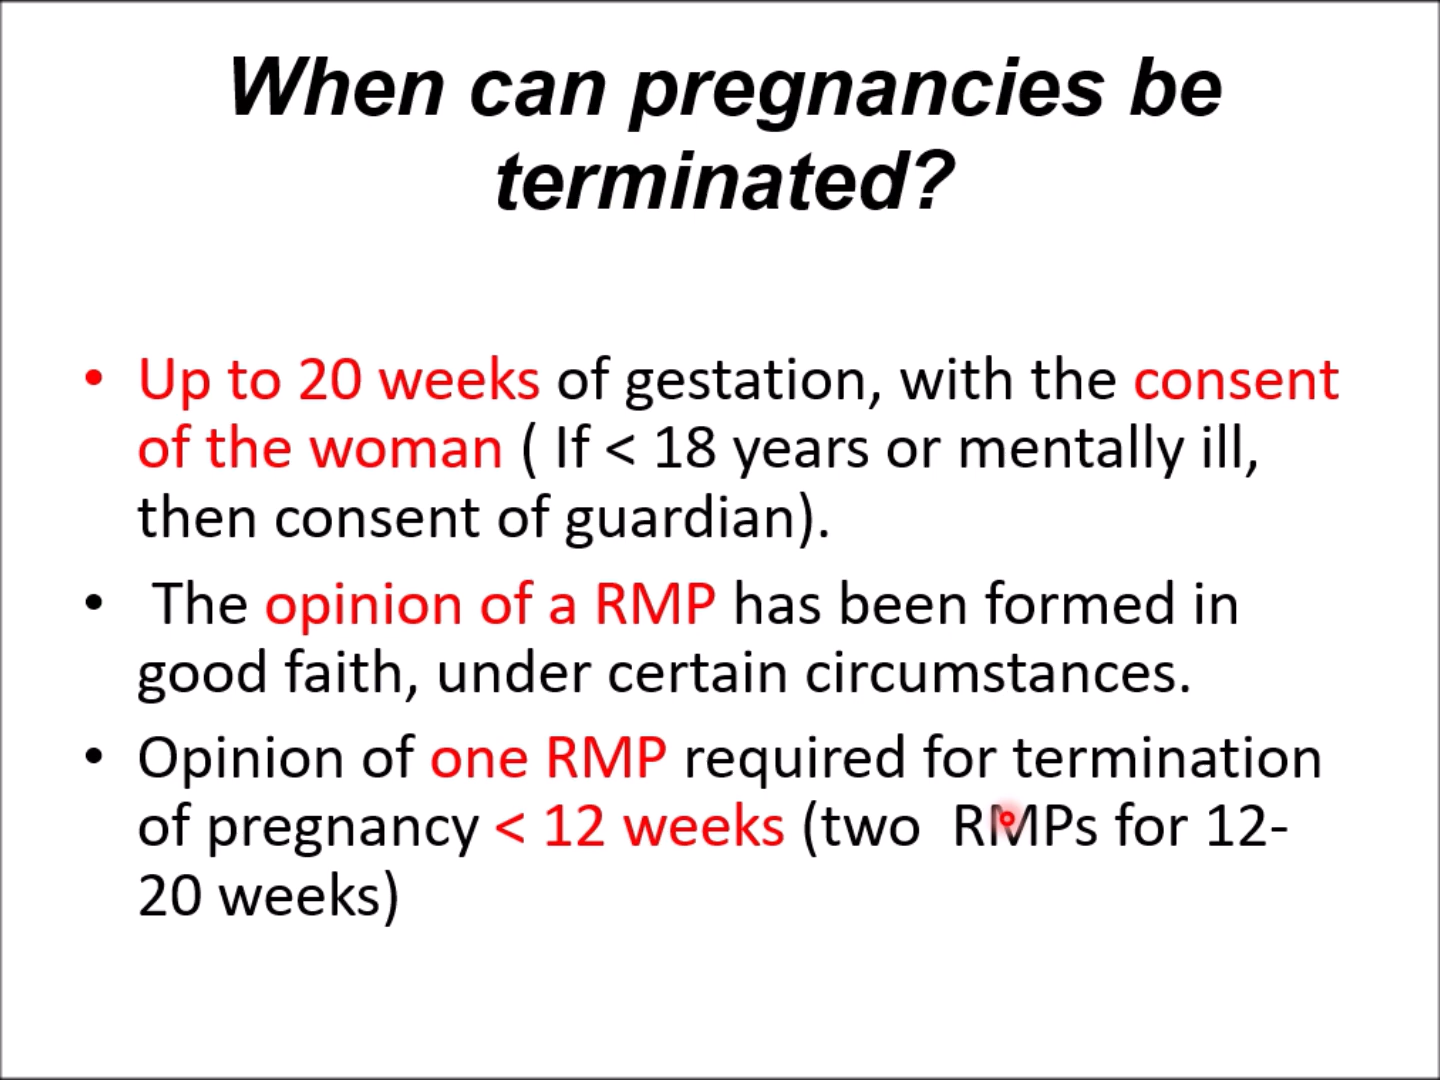 When can pregnancies be
terminated?
• Up to 20 weeks of gestation, with the consent
of the woman ( If < 18 years or mentally ill,
then consent of guardian).
• The opinion of a RMP has been formed in
good faith, under certain circumstances.
• Opinion of one RMP required for termination
of pregnancy < 12 weeks (two RMPs for 12-
20 weeks)